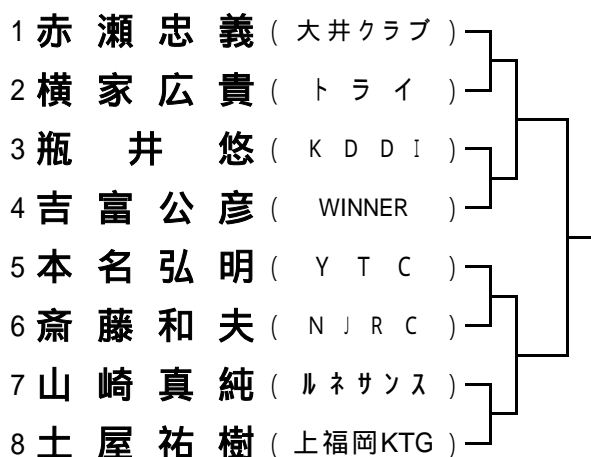 1 赤瀬忠義 ( 大井クラブ )
2 横家広貴 ( トライ )
3 瓶井悠 ( KDDI )
4 吉富公彦 ( WINNER )
5 本名弘明 ( YTC )
6 斎藤和夫 ( NJRC )
7 山崎真純 ( ルネサンス )
8 土屋祐樹 ( 上福岡KTG )